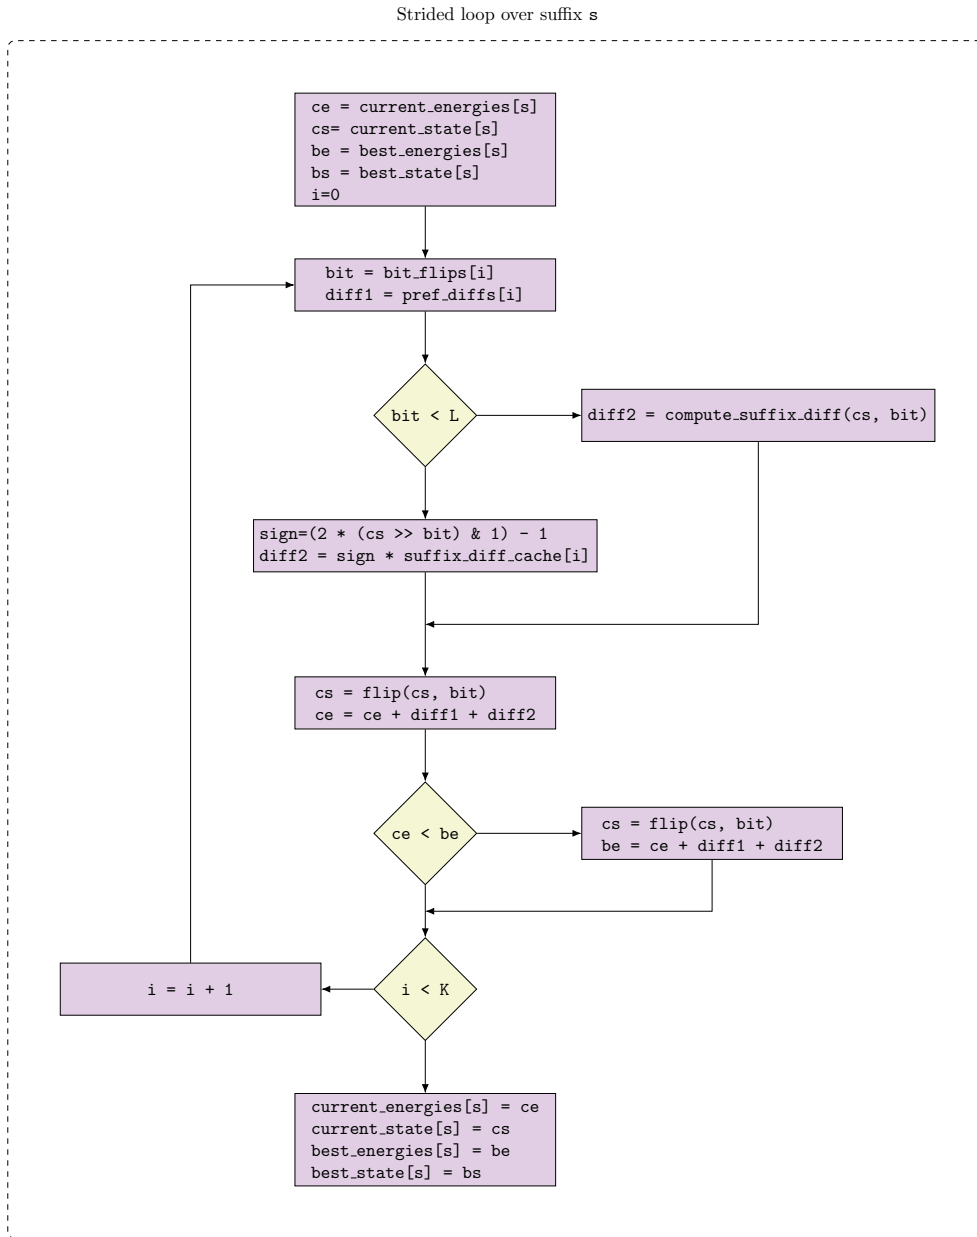 Strided loop over suffix s
ce = current_energies[s]
cs= current_state[s]
be = best_energies[s]
bs = best_state[s]
i=0
bit = bit_flips[i]
diff1 = pref_diffs[i]
bit < L
diff2 = compute_suffix_diff(cs, bit)
sign=(2 * (cs >> bit) & 1) - 1
diff2 = sign * suffix_diff_cache[i]
cs = flip(cs, bit)
ce = ce + diff1 + diff2
ce < be
cs = flip(cs, bit)
be = ce + diff1 + diff2
i = i + 1
i < K
current_energies[s] = ce
current_state[s] = cs
best_energies[s] = be
best_state[s] = bs